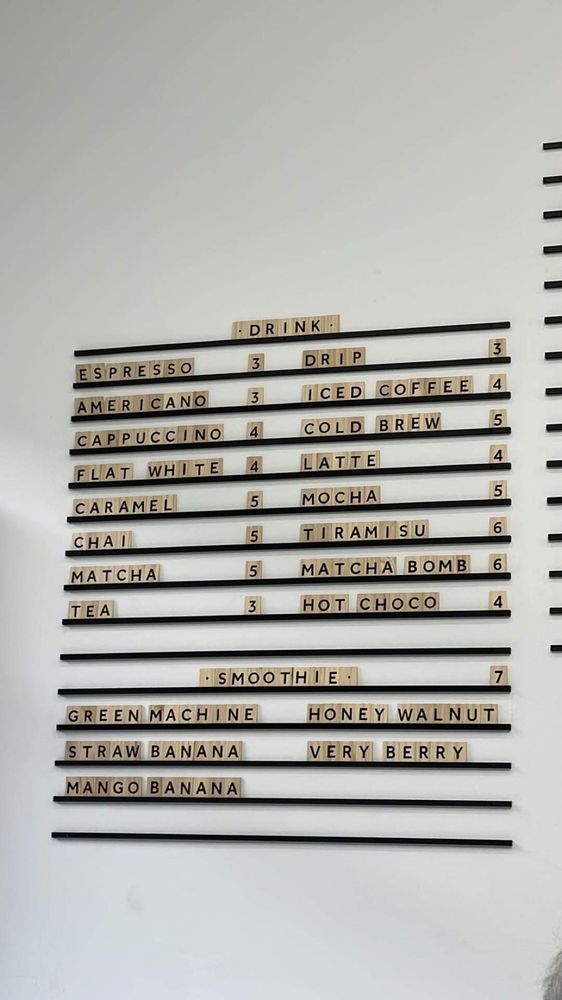 · DRINK ·
ESPRESSO 3 DRIP 3
AMERICANO 3 ICED COFFEE 4
CAPPUCCINO 4 COLD BREW 5
FLAT WHITE 4 LATTE 4
CARAMEL 5 MOCHA 5
CHAI 5 TIRAMISU 6
MATCHA 5 MATCHA BOMB 6
TEA 3 HOT CHOCO 4
· SMOOTHIE · 7
GREEN MACHINE HONEY WALNUT
STRAW BANANA VERY BERRY
MANGO BANANA